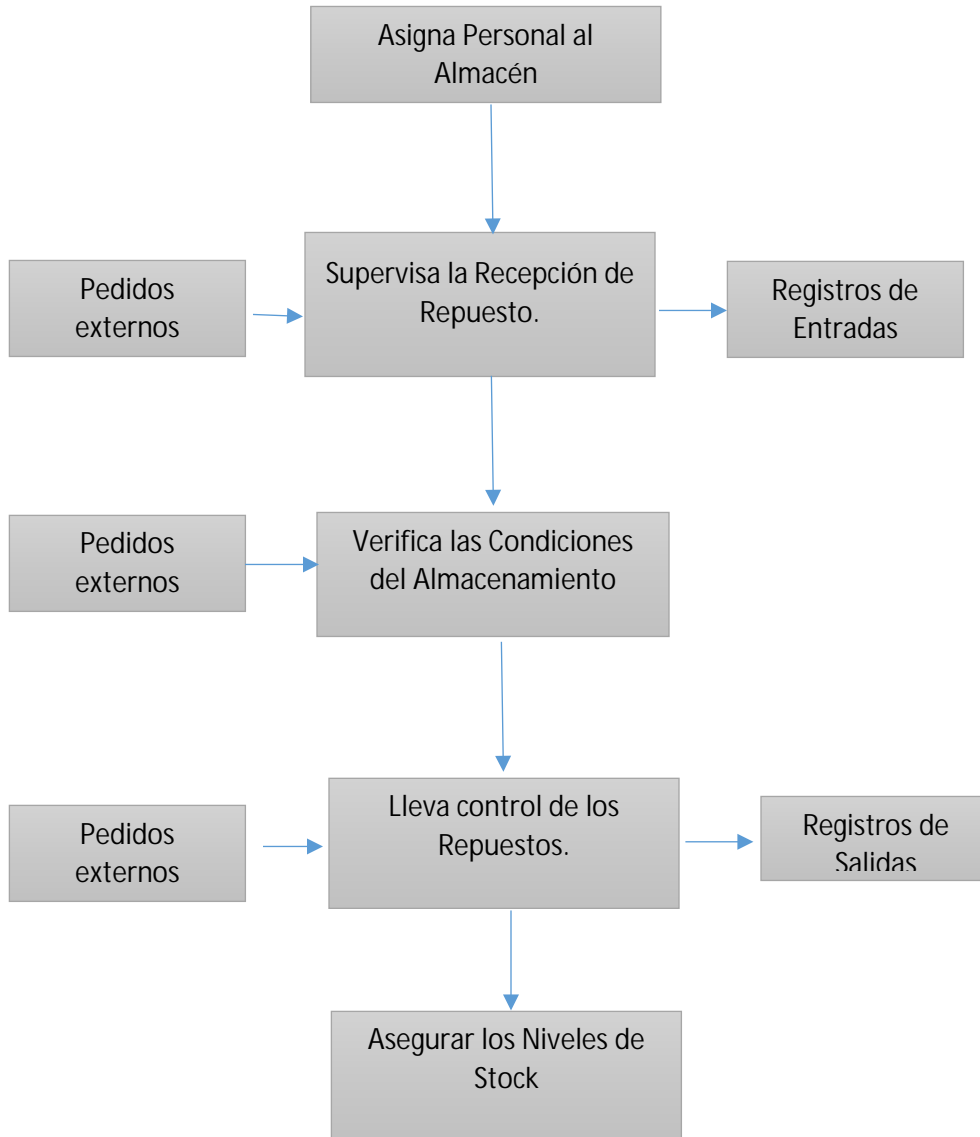 Asigna Personal al
Almacén
Pedidos
externos
Supervisa la Recepción de
Repuesto.
Registros de
Entradas
Pedidos
externos
Verifica las Condiciones
del Almacenamiento
Pedidos
externos
Lleva control de los
Repuestos.
Registros de
Salidas
Asegurar los Niveles de
Stock